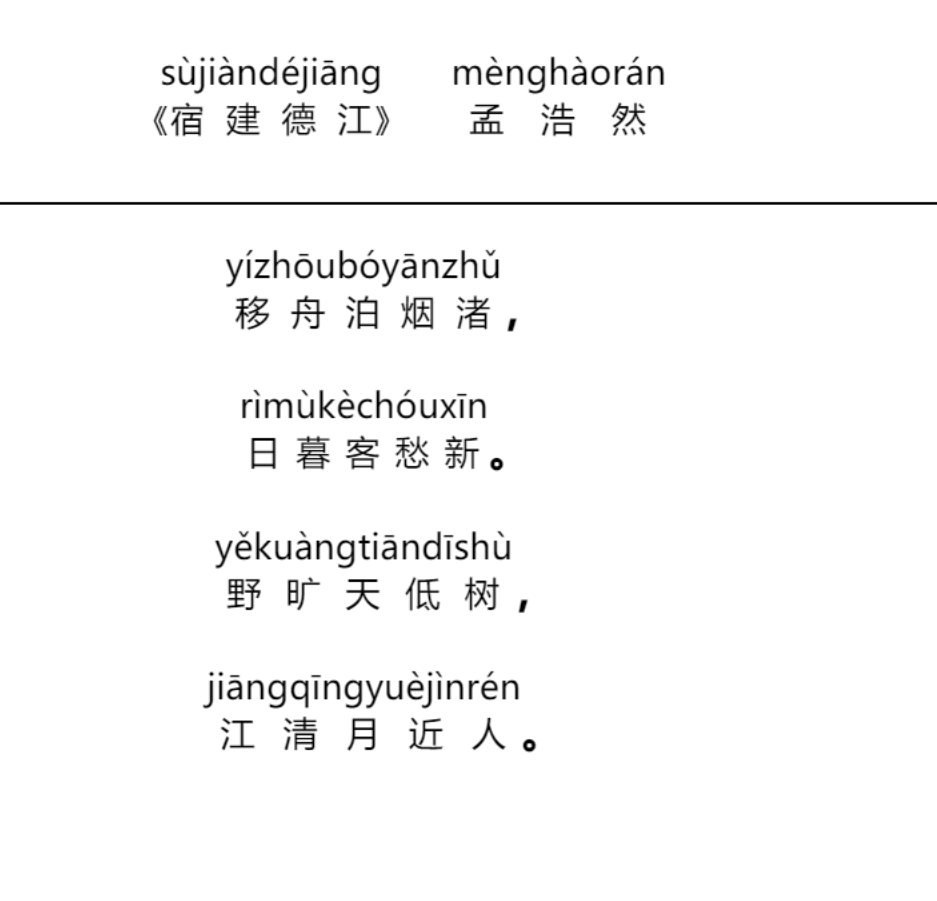 sùjiàndéjiāng mènghàorán
《宿建德江》 孟浩然
yízhōubóyānzhǔ
移舟泊烟渚，
rìmùkèchóuxīn
日暮客愁新。
yěkuàngtiāndīshù
野旷天低树，
jiāngqīngyuèjìnrén
江清月近人。